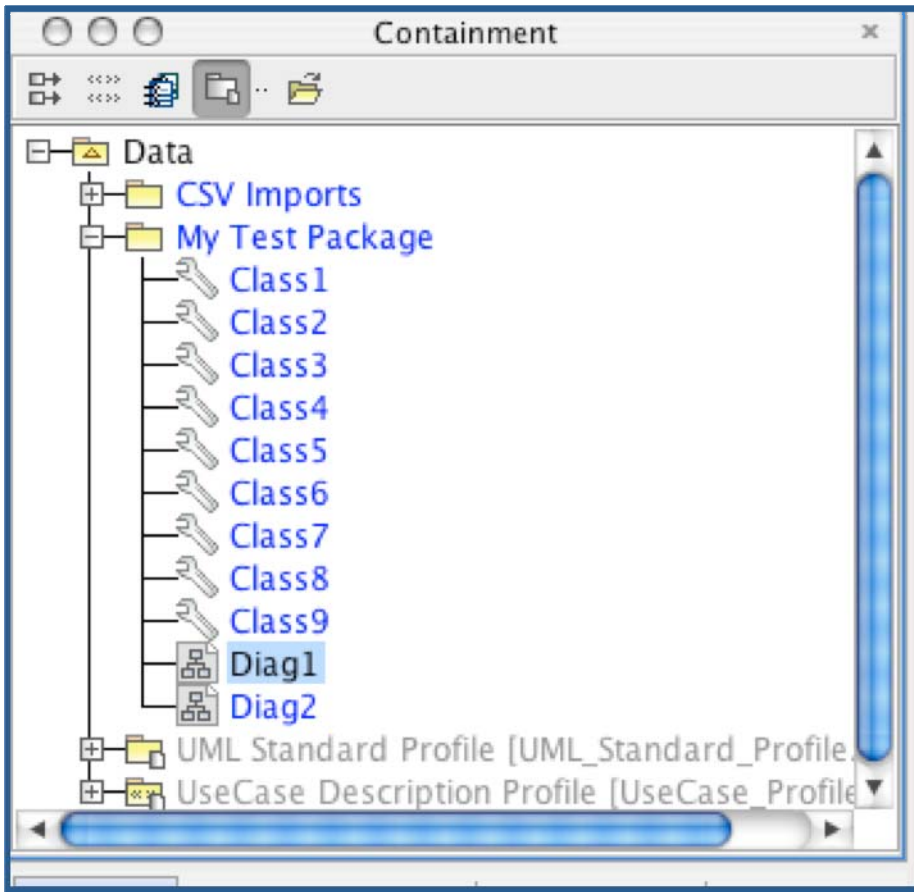 Containment
Data
CSV Imports
My Test Package
Class1
Class2
Class3
Class4
Class5
Class6
Class7
Class8
Class9
Diag1
Diag2
UML Standard Profile [UML_Standard_Profile.
UseCase Description Profile [UseCase_Profile